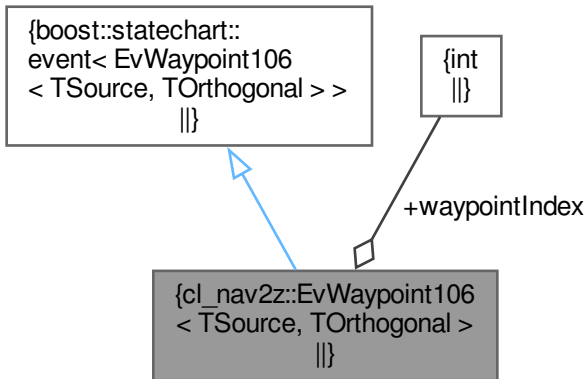 {boost::statechart::
event< EvWaypoint106
< TSource, TOrthogonal > >
||}
{int
||}
+waypointIndex
{cl_nav2z::EvWaypoint106
< TSource, TOrthogonal >
||}